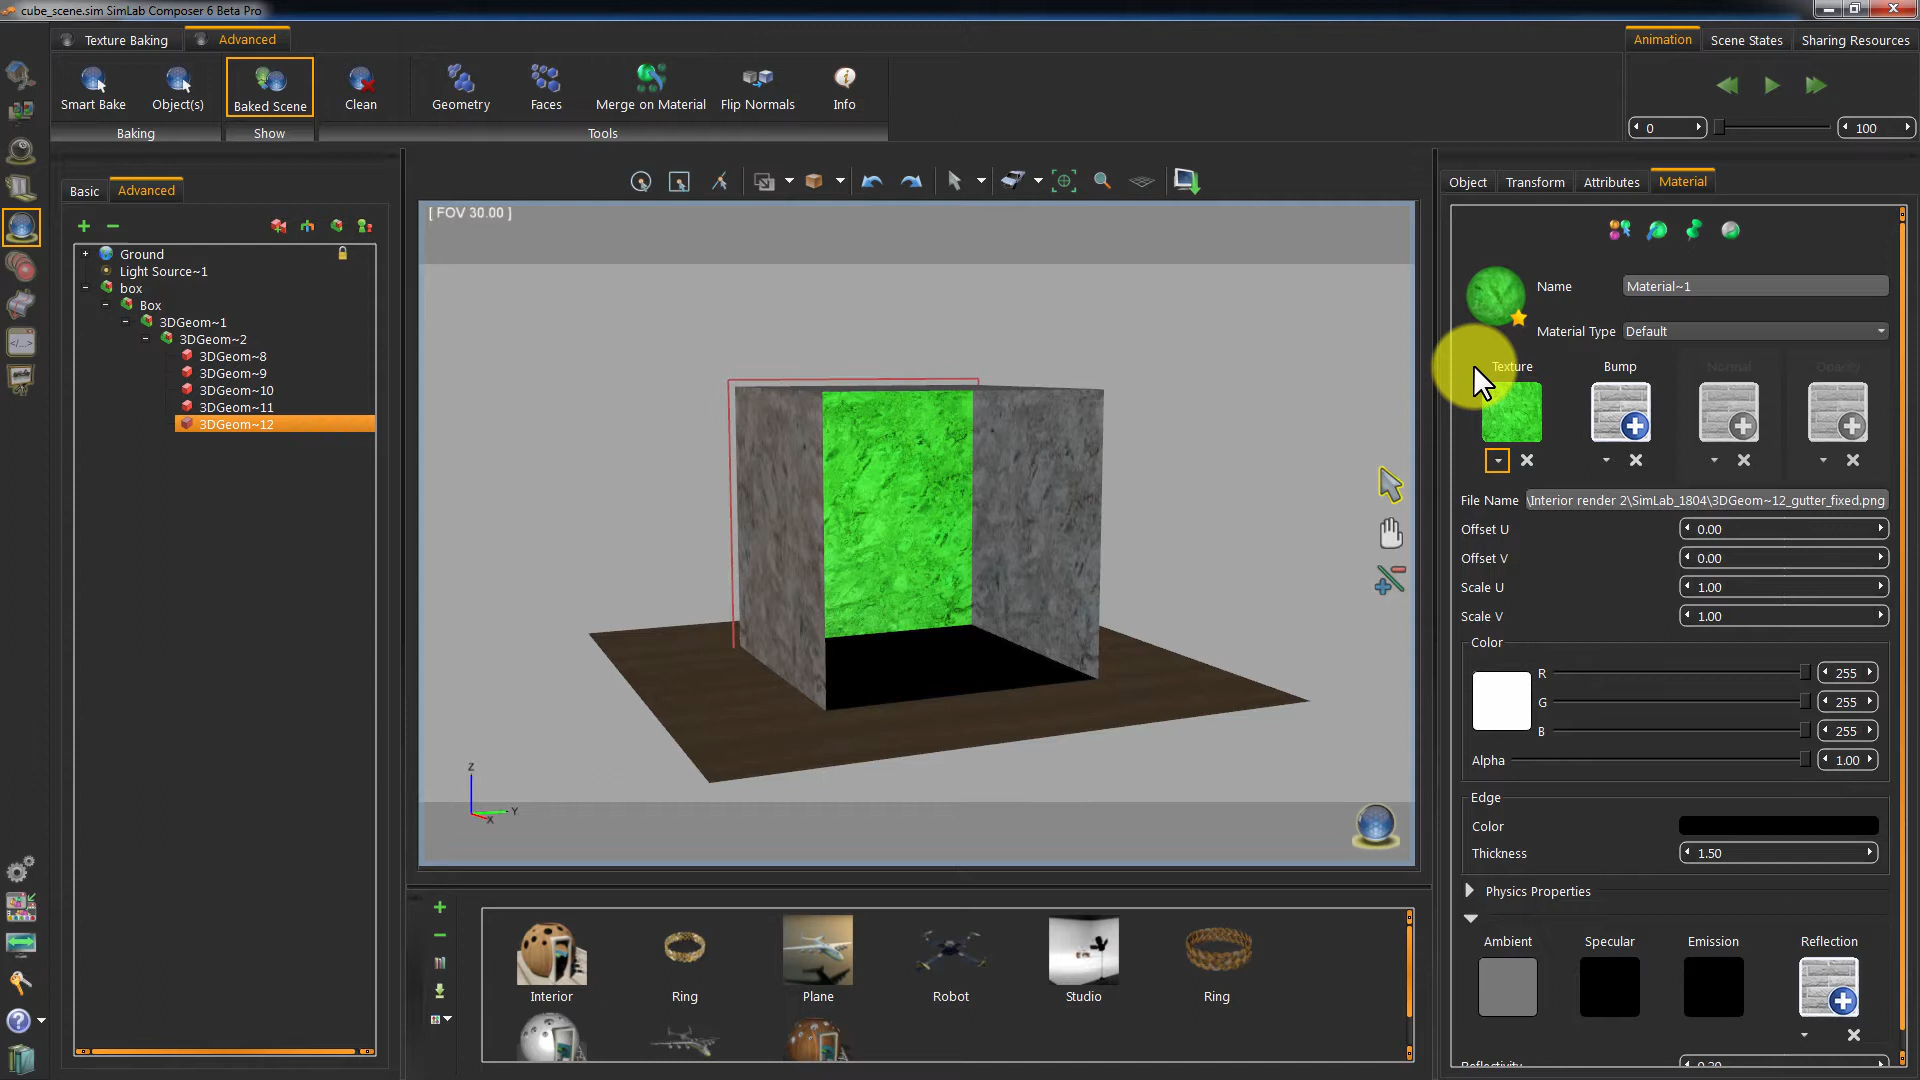 cube_scene.sim SimLab Composer 6 Beta Pro
Texture Baking
Advanced
Animation
Scene States
Sharing Resources
Smart Bake
Object(s)
Baked Scene
Clean
Geometry
Faces
Merge on Material
Flip Normals
Info
Baking
Show
Tools
0
100
Basic
Advanced
Object
Transform
Attributes
Material
[ FOV 30.00 ]
Ground
Light Source~1
box
Box
3DGeom~1
3DGeom~2
3DGeom~8
3DGeom~9
3DGeom~10
3DGeom~11
3DGeom~12
Name
Material~1
Material Type
Default
Texture
Bump
Normal
Opacity
File Name
\Interior render 2\SimLab_1804\3DGeom~12_gutter_fixed.png
Offset U
0.00
Offset V
0.00
Scale U
1.00
Scale V
1.00
Color
R
255
G
255
B
255
Alpha
1.00
Edge
Color
Thickness
1.50
Physics Properties
Ambient
Specular
Emission
Reflection
Z
Y
X
Interior
Ring
Plane
Robot
Studio
Ring